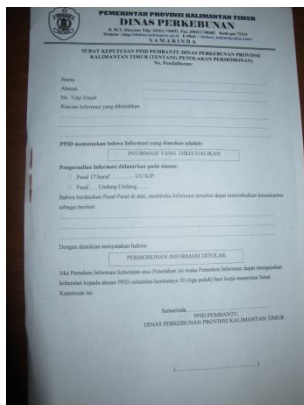 PEMERINTAH PROVINSI KALIMANTAN TIMUR
DINAS PERKEBUNAN
SAMARINDA
SURAT KEPUTUSAN PPID PEMBANTU DINAS PERKEBUNAN PROVINSI
KALIMANTAN TIMUR (TENTANG PENOLAKAN PERMOHONAN)
No. Pendaftaran:
Nama
Alamat
No. Telp/ Email
Rincian Informasi yang dibutuhkan
PPID memutuskan bahwa Informasi yang dimohon adalah:
INFORMASI YANG DIKECUALIKAN
Pengecualian Informasi didasarkan pada alasan:
Pasal 17 huruf ........... UU KIP.
Pasal .... Undang-Undang .....
Bahwa berdasarkan Pasal-Pasal di atas, membuka Informasi tersebut dapat menimbulkan konsekuensi
sebagai berikut:
Dengan demikian menyatakan bahwa:
PERMOHONAN INFORMASI DITOLAK
Jika Pemohon Informasi keberatan atas Penolakan ini maka Pemohon Informasi dapat mengajukan
keberatan kepada atasan PPID selambat-lambatnya 30 (tiga puluh) hari kerja menerima Surat
Keputusan ini
Samarinda,
PPID PEMBANTU
DINAS PERKEBUNAN PROVINSI KALIMANTAN TIMUR
(                    )